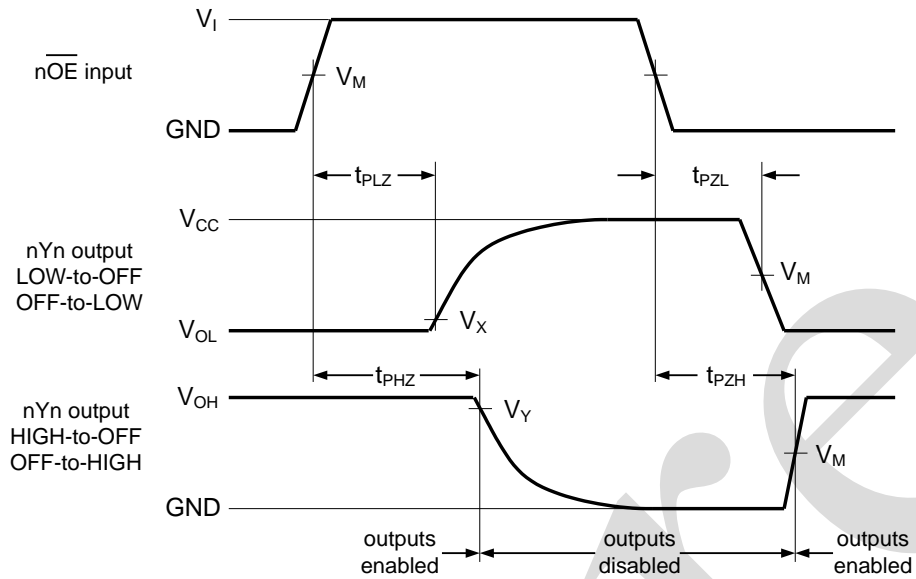 V_I
nOE input
V_M
GND
t_PLZ
t_PZL
V_CC
nYn output
LOW-to-OFF
OFF-to-LOW
V_M
V_X
V_OL
t_PHZ
t_PZH
V_OH
nYn output
HIGH-to-OFF
OFF-to-HIGH
V_Y
V_M
GND
outputs
enabled
outputs
disabled
outputs
enabled